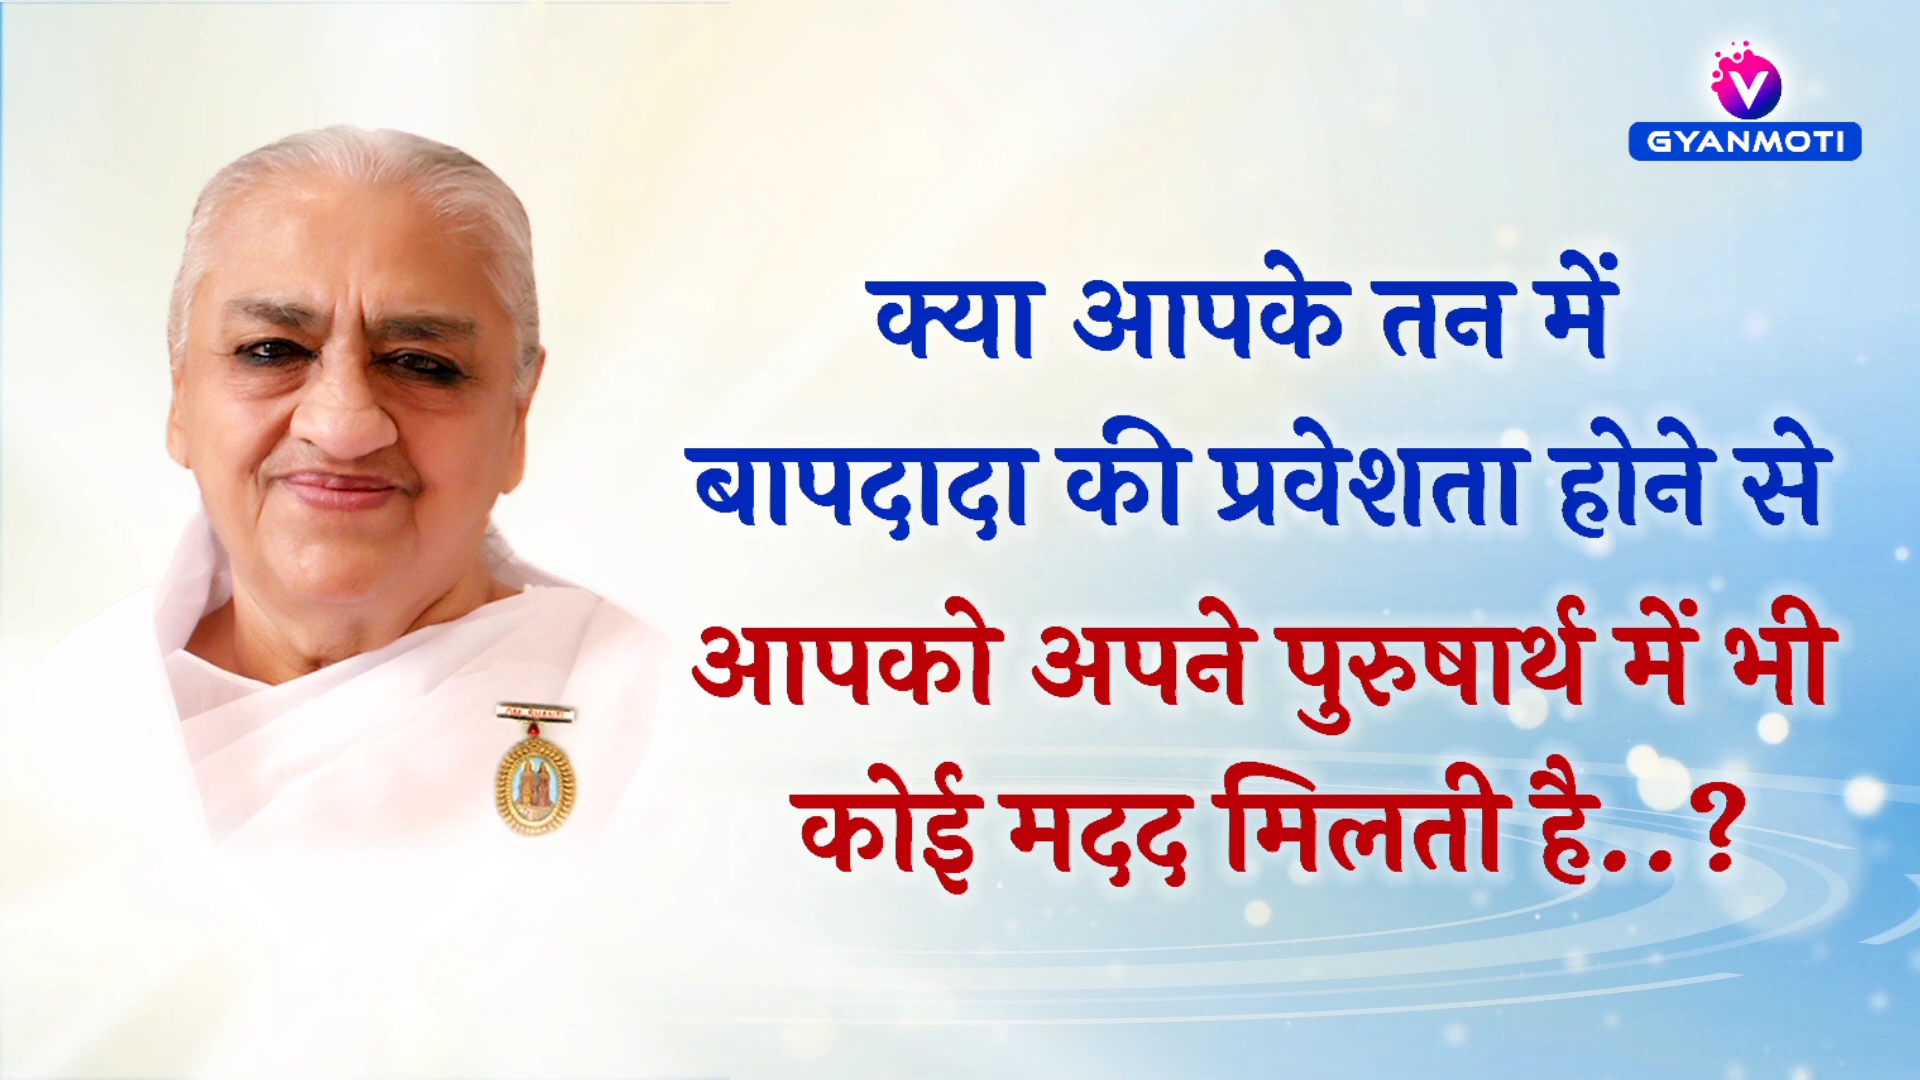 V
GYANMOTI
क्या आपके तन में
बापदादा की प्रवेशता होने से
आपको अपने पुरुषार्थ में भी
कोई मदद मिलती है..?